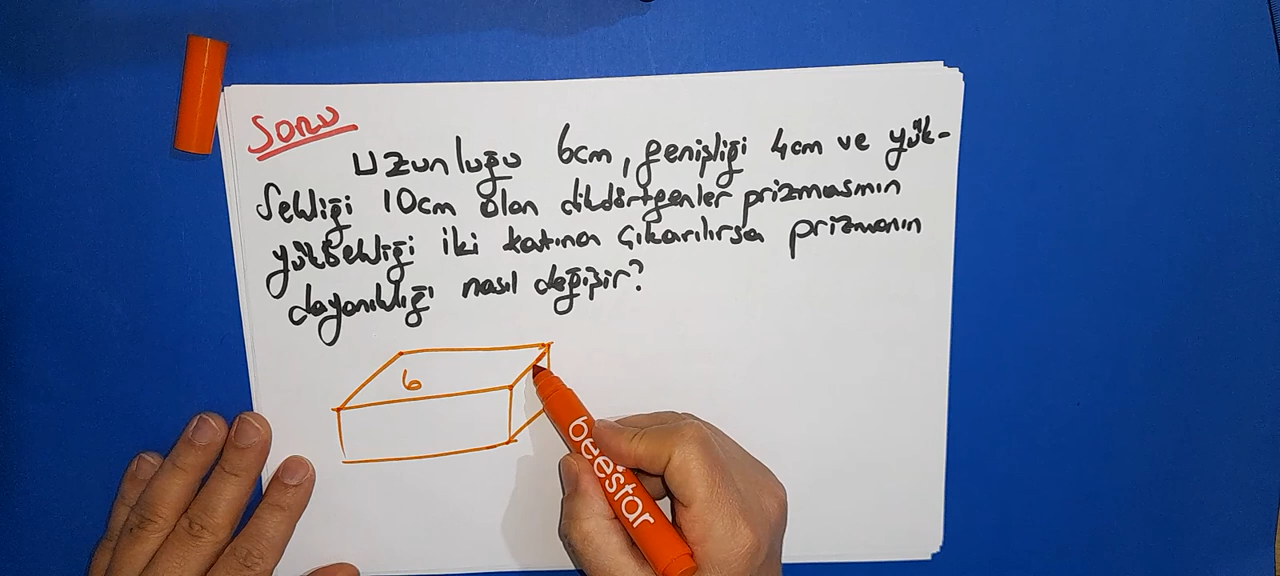 Soru
Uzunluğu 6cm, genişliği 4cm ve yük-
sekliği 10cm olan dikdörtgenler prizmasının
yüksekliği iki katına çıkarılırsa prizmanın
dayanıklılığı nasıl değişir?
6
beestar